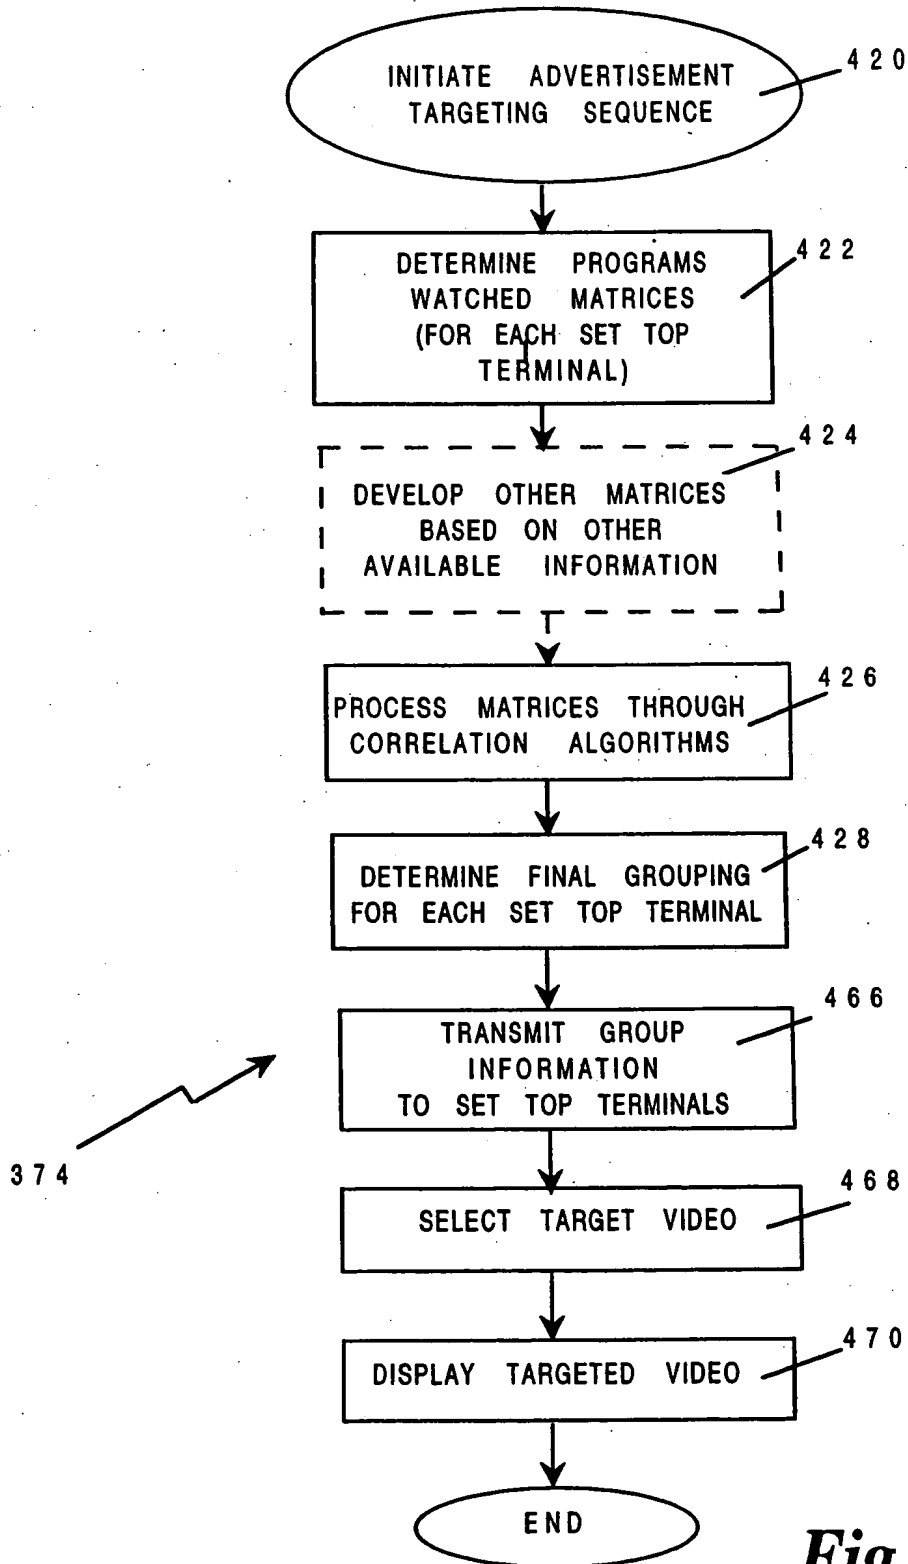 INITIATE ADVERTISEMENT
TARGETING SEQUENCE
420
DETERMINE PROGRAMS
WATCHED MATRICES
(FOR EACH SET TOP
TERMINAL)
422
424
DEVELOP OTHER MATRICES
BASED ON OTHER
AVAILABLE INFORMATION
PROCESS MATRICES THROUGH
CORRELATION ALGORITHMS
426
DETERMINE FINAL GROUPING
FOR EACH SET TOP TERMINAL
428
TRANSMIT GROUP
INFORMATION
TO SET TOP TERMINALS
466
374
SELECT TARGET VIDEO
468
DISPLAY TARGETED VIDEO
470
END
Fig